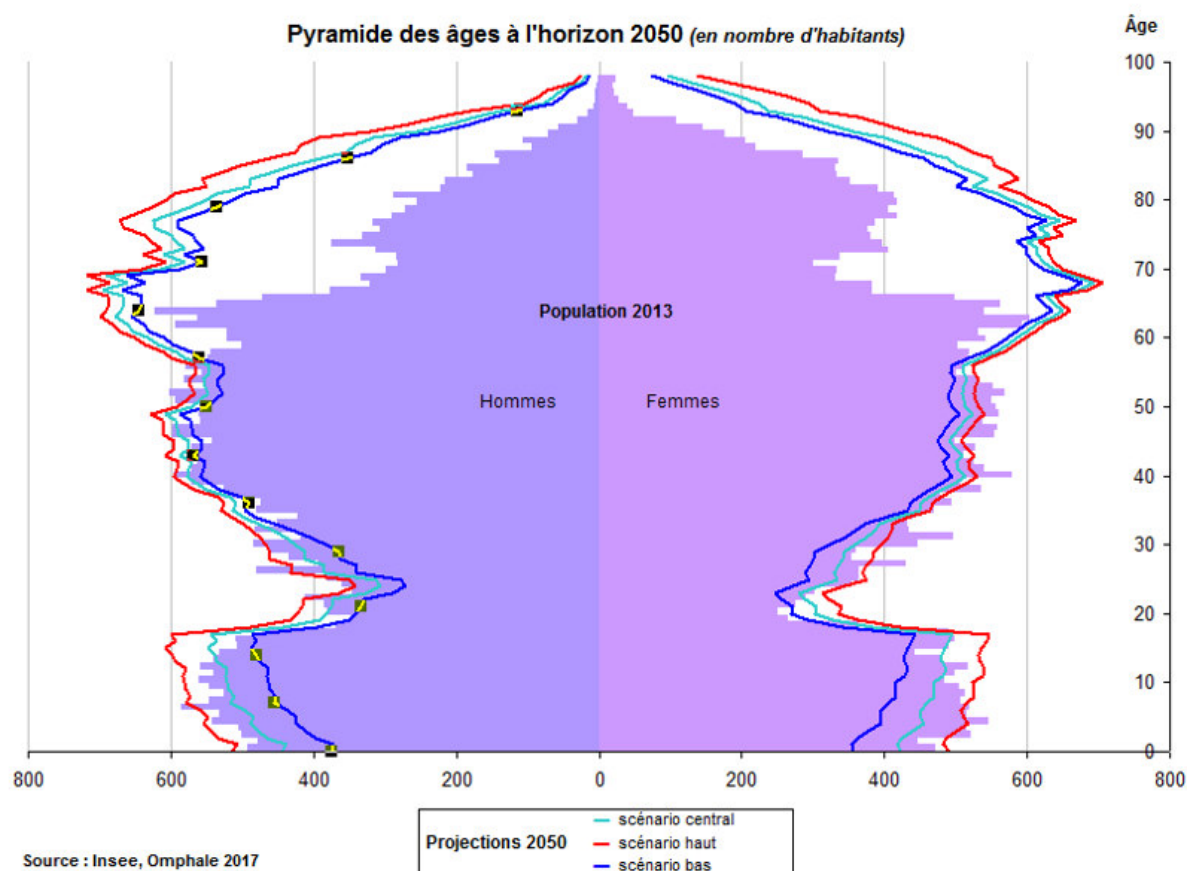 Pyramide des âges à l'horizon 2050 (en nombre d'habitants)
Âge
100
90
80
70
60
50
40
30
20
10
0
Population 2013
Hommes
Femmes
800
600
400
200
0
200
400
600
800
Projections 2050
scénario central
scénario haut
scénario bas
Source : Insee, Omphale 2017